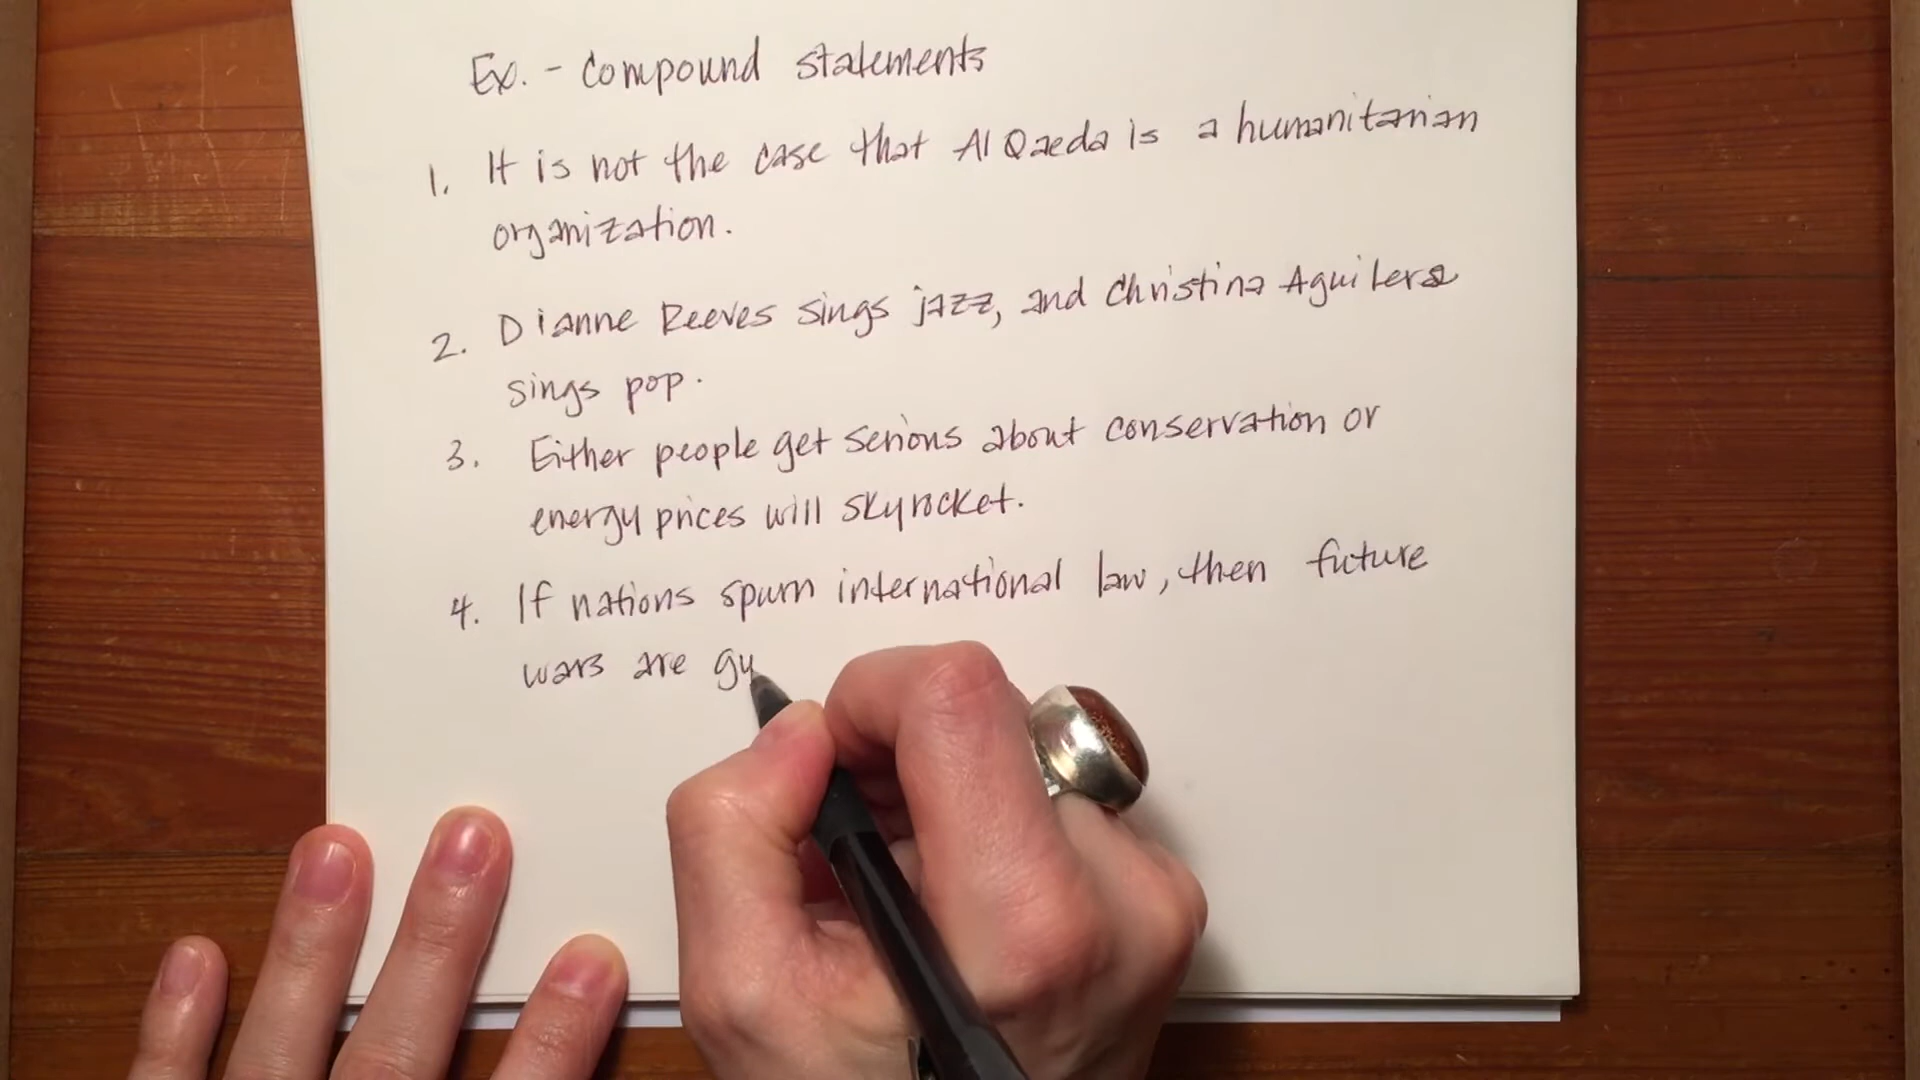 Ex. - Compound statements
1. It is not the case that Al Qaeda is a humanitarian
organization.
2. Dianne Reeves sings jazz, and Christina Aguilera
sings pop.
3. Either people get serious about conservation or
energy prices will skyrocket.
4. If nations spurn international law, then future
wars are gu